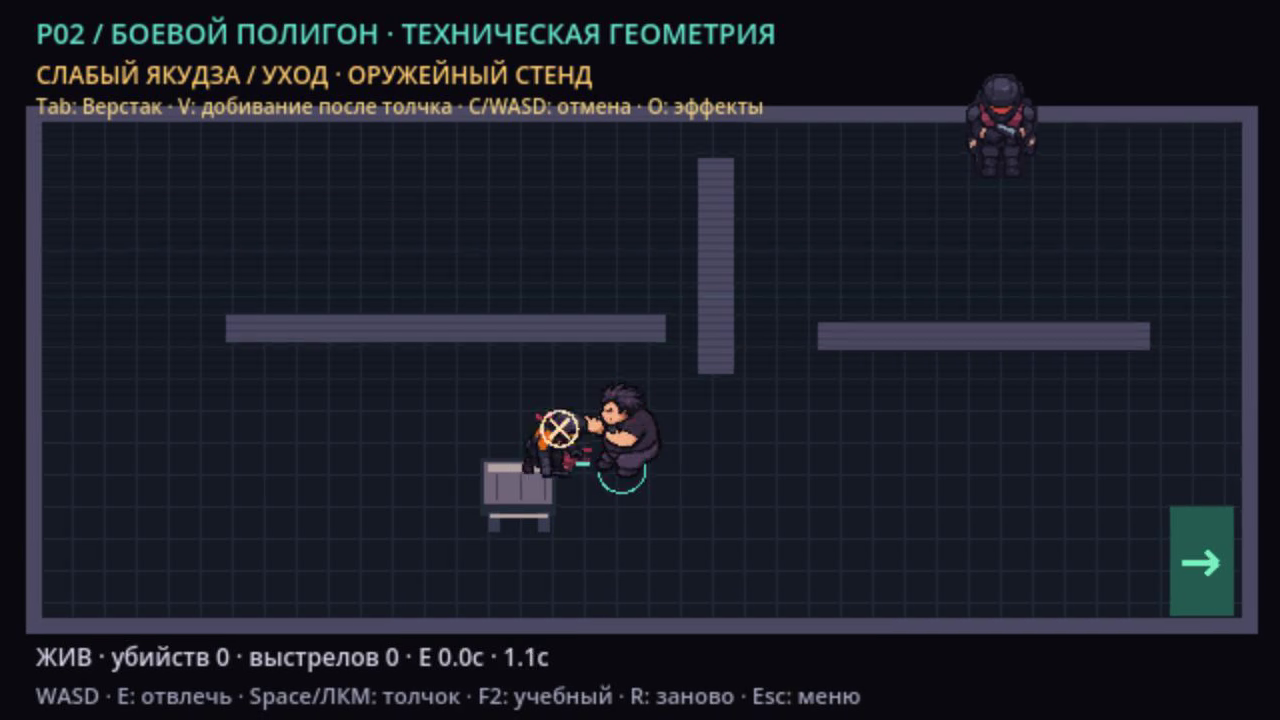 P02 / БОЕВОЙ ПОЛИГОН · ТЕХНИЧЕСКАЯ ГЕОМЕТРИЯ
СЛАБЫЙ ЯКУДЗА / УХОД · ОРУЖЕЙНЫЙ СТЕНД
Tab: Верстак · V: добивание после толчка · C/WASD: отмена · O: эффекты
→
ЖИВ · убийств 0 · выстрелов 0 · E 0.0с · 1.1с
WASD · E: отвлечь · Space/ЛКМ: толчок · F2: учебный · R: заново · Esc: меню